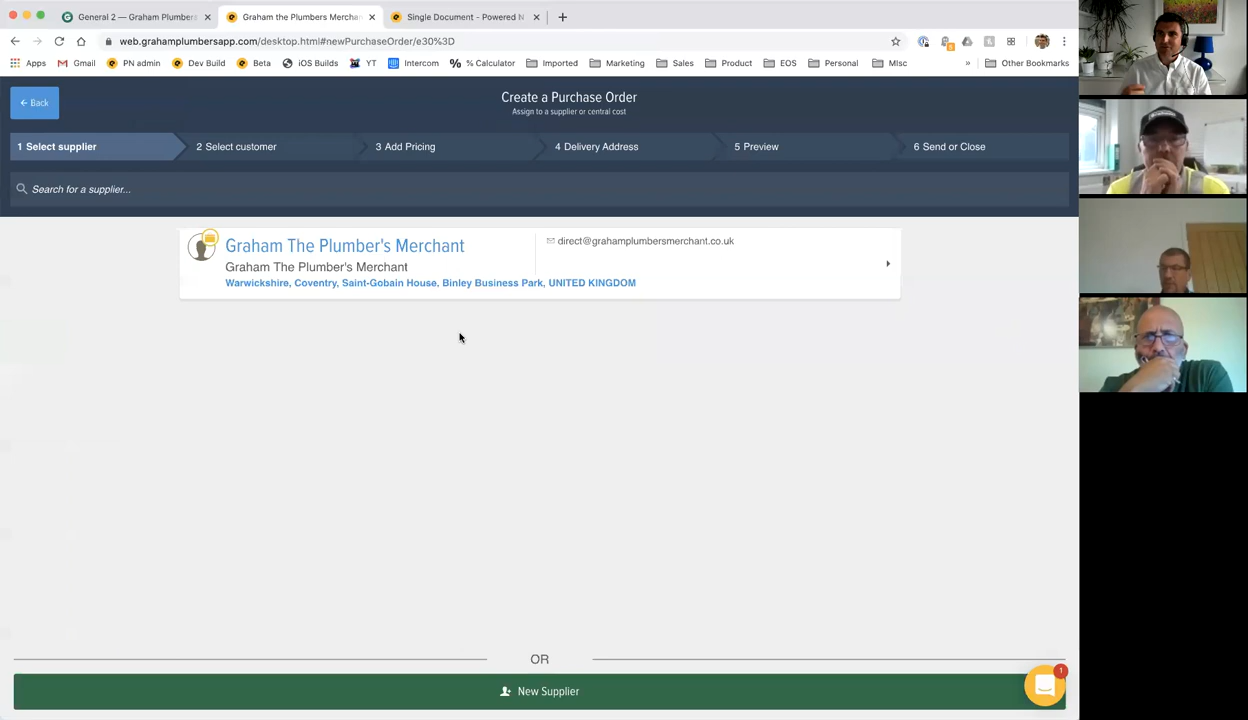 General 2 — Graham Plumbers
Graham the Plumbers Merchan
Single Document - Powered N
web.grahamplumbersapp.com/desktop.html#newPurchaseOrder/e30%3D
Apps
Gmail
PN admin
Dev Build
Beta
iOS Builds
YT
Intercom
% Calculator
Imported
Marketing
Sales
Product
EOS
Personal
MIsc
»
Other Bookmarks
← Back
Create a Purchase Order
Assign to a supplier or central cost
1 Select supplier
2 Select customer
3 Add Pricing
4 Delivery Address
5 Preview
6 Send or Close
Search for a supplier...
Graham The Plumber's Merchant
direct@grahamplumbersmerchant.co.uk
Graham The Plumber's Merchant
Warwickshire, Coventry, Saint-Gobain House, Binley Business Park, UNITED KINGDOM
OR
New Supplier
1